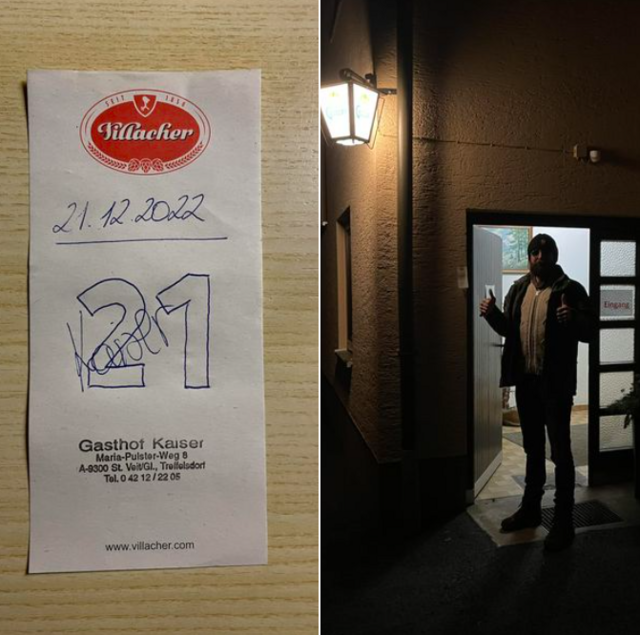 SEIT 1858
Villacher
21.12.2022
21
Kaiser
Gasthof Kaiser
Maria-Pulster-Weg 8
A-9300 St. Veit/Gl., Treffelsdorf
Tel. 0 42 12 / 22 05
www.villacher.com
Eingang